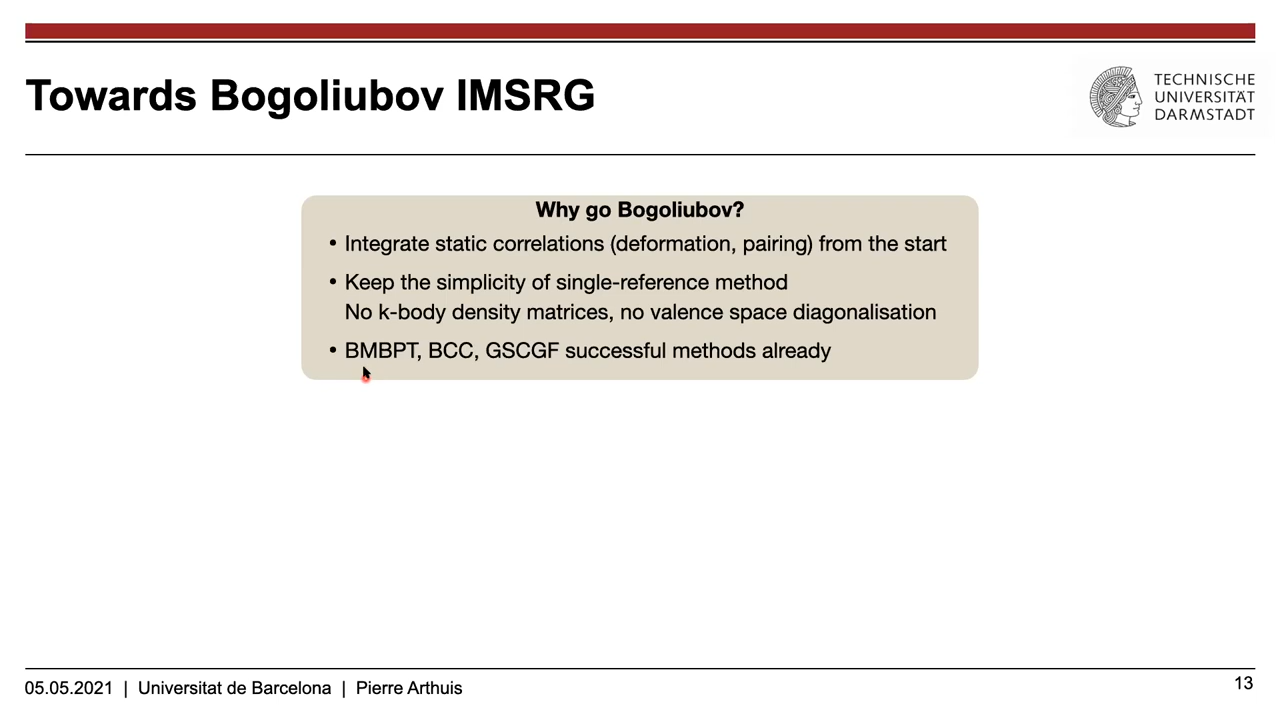 Towards Bogoliubov IMSRG
TECHNISCHE
UNIVERSITÄT
DARMSTADT
Why go Bogoliubov?
• Integrate static correlations (deformation, pairing) from the start
• Keep the simplicity of single-reference method
No k-body density matrices, no valence space diagonalisation
• BMBPT, BCC, GSCGF successful methods already
05.05.2021 | Universitat de Barcelona | Pierre Arthuis
13